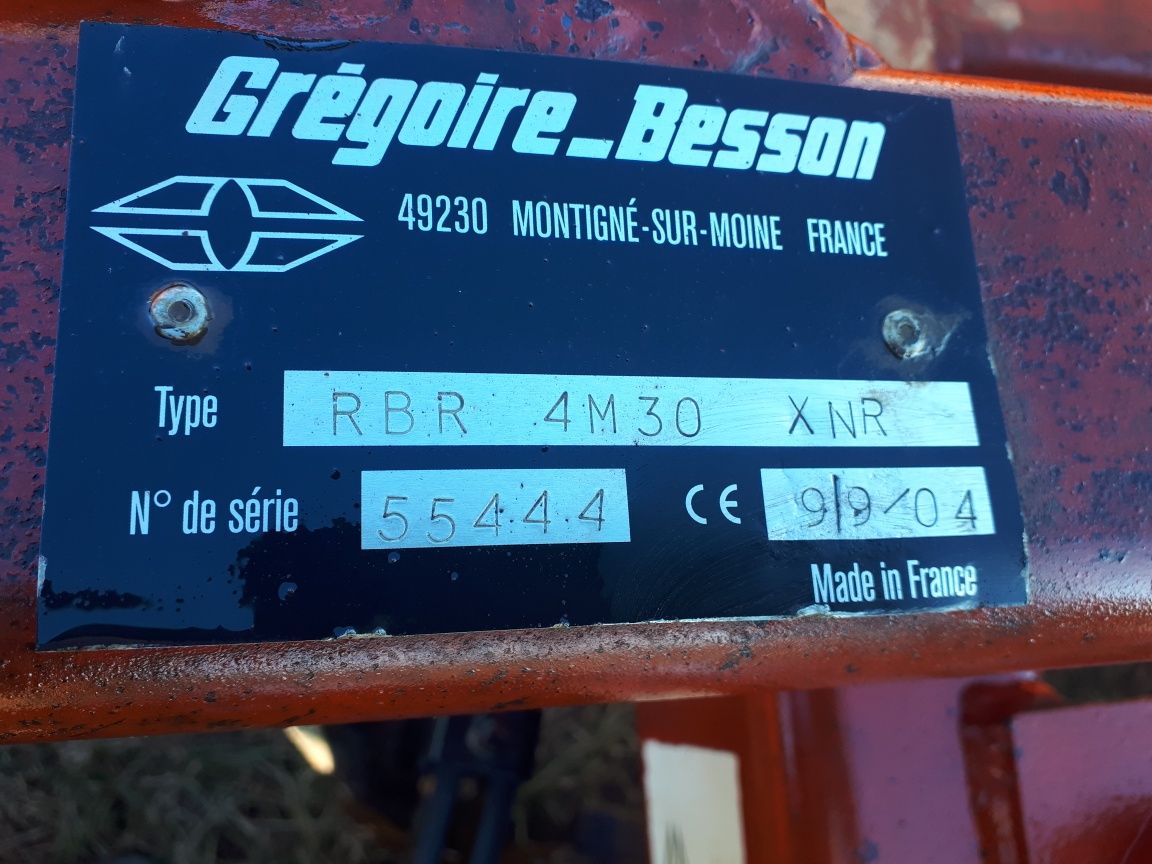 Grégoire_Besson
49230 MONTIGNÉ-SUR-MOINE FRANCE
Type RBR 4M30 XNR
N° de série 55444 CE 9/9/04
Made in France